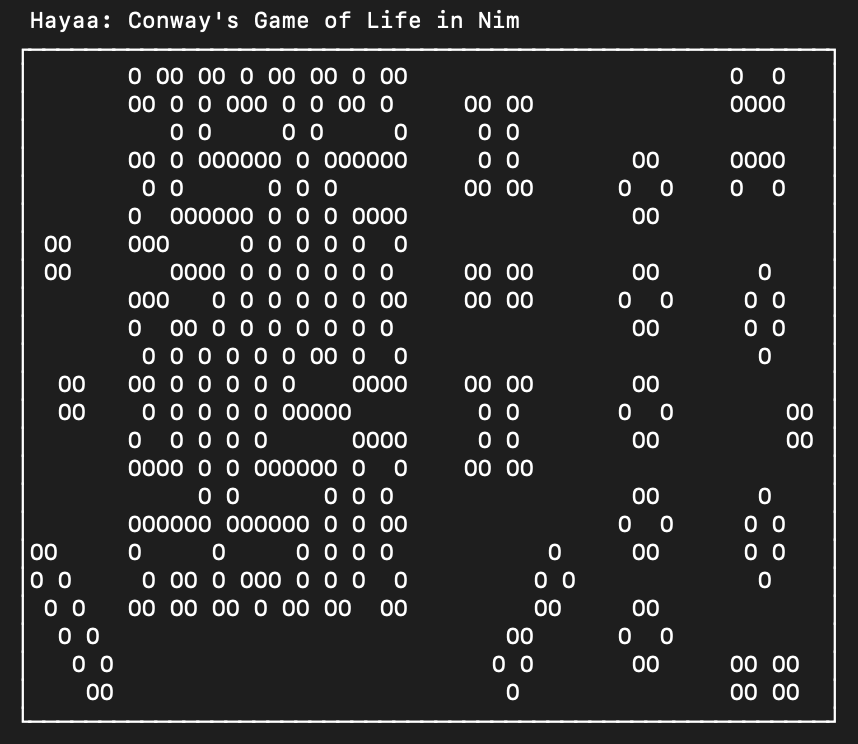 Hayaa: Conway's Game of Life in Nim
       O OO OO O OO OO O OO                       O  O
       OO O O OOO O O OO O     OO OO              OOOO
          O O     O O     O     O O
       OO O OOOOOO O OOOOOO     O O        OO     OOOO
        O O      O O O         OO OO      O  O    O  O
       O  OOOOOO O O O OOOO                OO
 OO    OOO     O O O O O  O
 OO       OOOO O O O O O O     OO OO       OO       O
       OOO   O O O O O O OO    OO OO      O  O     O O
       O  OO O O O O O O O                 OO      O O
        O O O O O O OO O  O                         O
  OO   OO O O O O O    OOOO    OO OO       OO
  OO    O O O O O OOOOO         O O       O  O        OO
       O  O O O O      OOOO     O O        OO         OO
       OOOO O O OOOOOO O  O    OO OO
            O O      O O O                 OO       O
       OOOOOO OOOOOO O O OO               O  O     O O
OO     O     O     O O O O           O     OO      O O
O O     O OO O OOO O O O  O         O O             O
 O O   OO OO OO O OO OO  OO         OO     OO
  O O                             OO      O  O
   O O                           O O       OO     OO OO
    OO                            O               OO OO